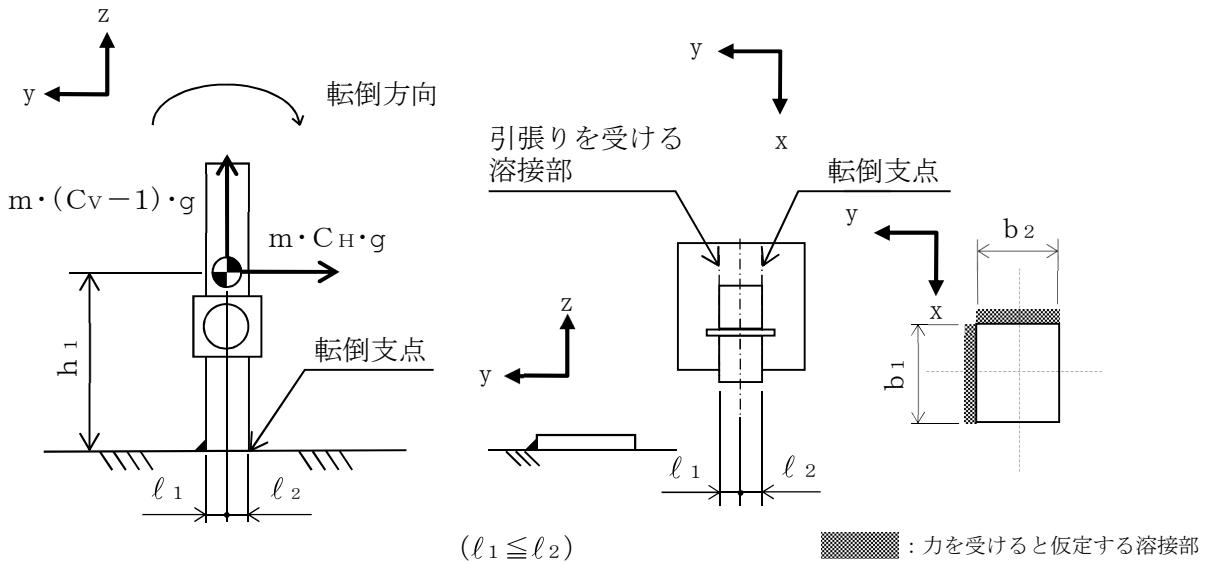 z
y
転倒方向
m・(CV－1)・g
m・CH・g
h1
転倒支点
ℓ1
ℓ2
y
x
引張りを受ける
溶接部
転倒支点
z
y
ℓ1
ℓ2
(ℓ1≦ℓ2)
y
x
b2
b1
：力を受けると仮定する溶接部